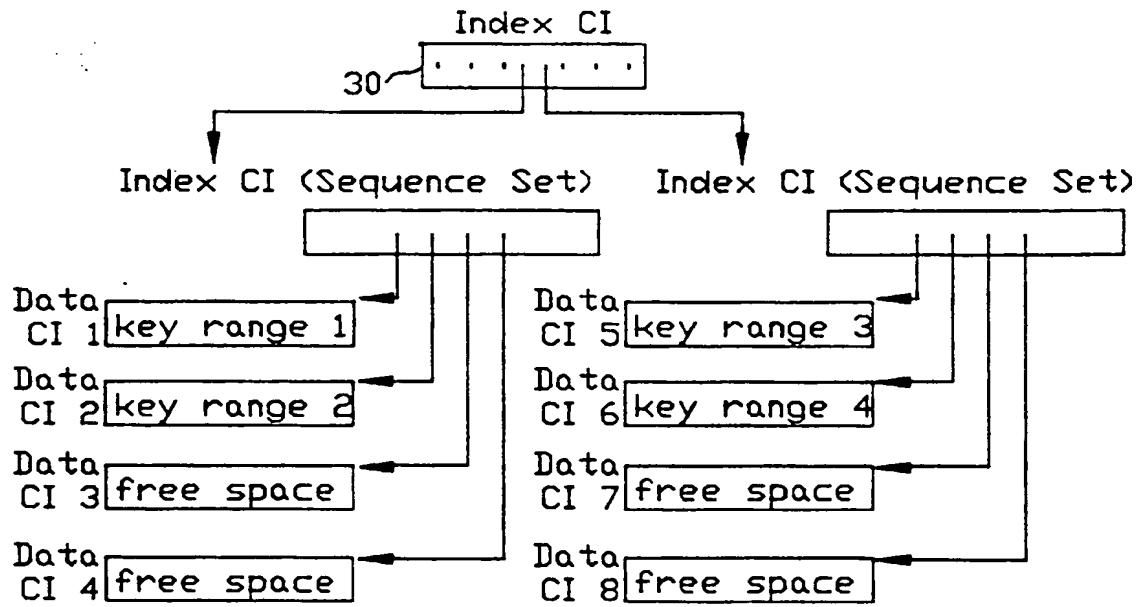 Index CI
30
Index CI (Sequence Set)
Index CI (Sequence Set)
Data
CI 1
key range 1
Data
CI 2
key range 2
Data
CI 3
free space
Data
CI 4
free space
Data
CI 5
key range 3
Data
CI 6
key range 4
Data
CI 7
free space
Data
CI 8
free space